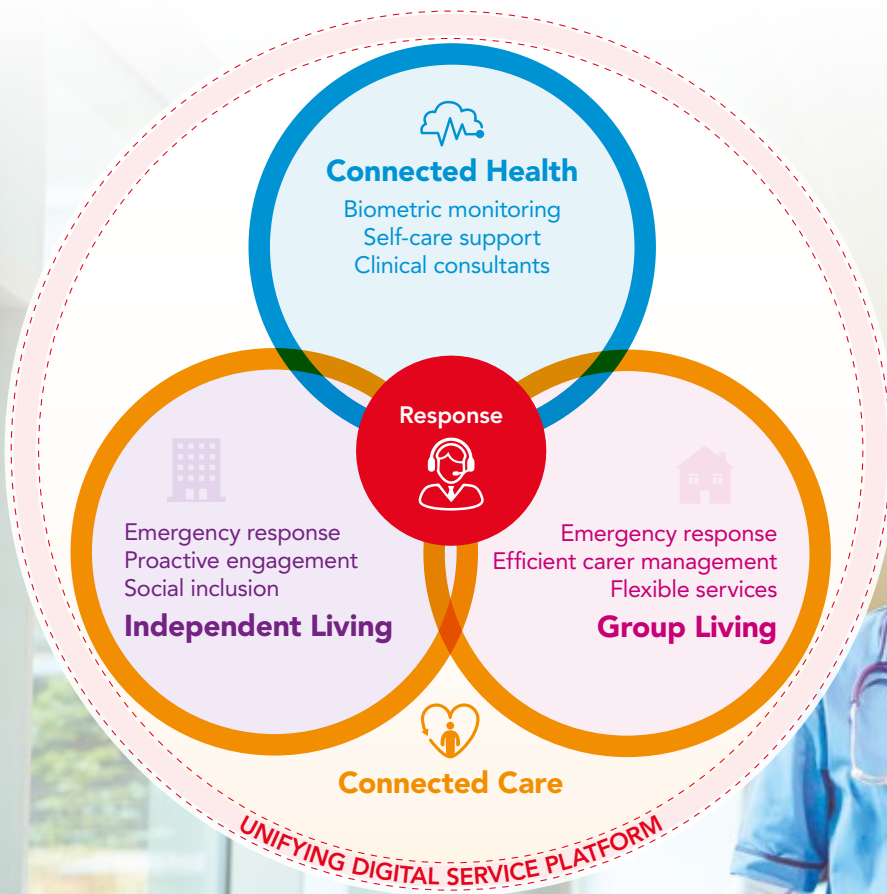 Connected Health
Biometric monitoring
Self-care support
Clinical consultants
Response
Emergency response
Proactive engagement
Social inclusion
Independent Living
Emergency response
Efficient carer management
Flexible services
Group Living
Connected Care
UNIFYING DIGITAL SERVICE PLATFORM